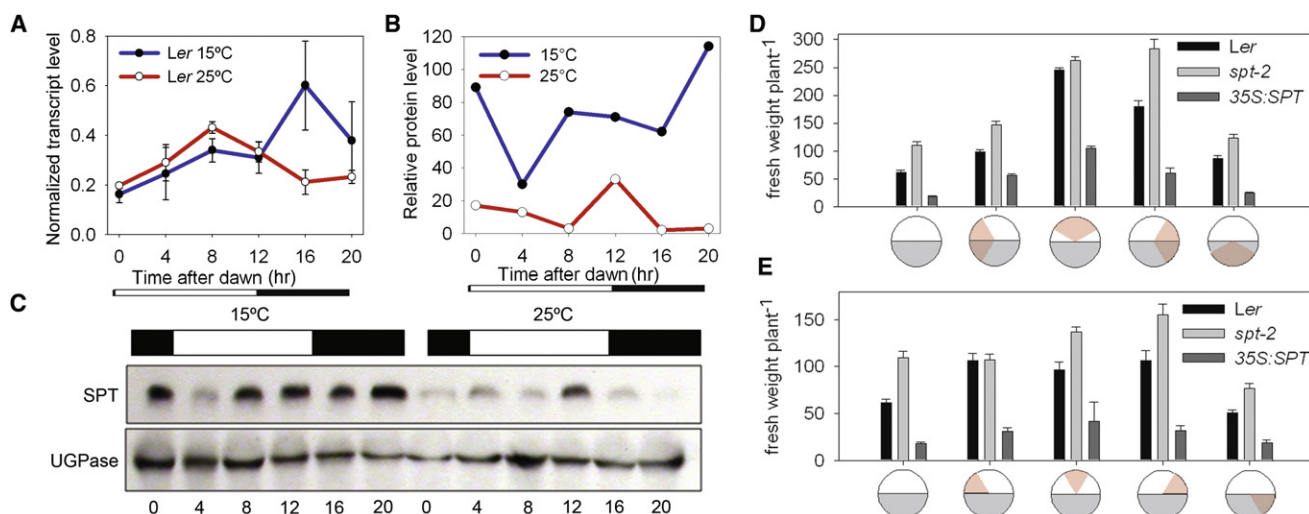 A
Normalized transcript level
0.8
0.6
0.4
0.2
0.0
Ler 15ºC
Ler 25ºC
0 4 8 12 16 20
Time after dawn (hr)
B
Relative protein level
120
100
80
60
40
20
0
15°C
25°C
0 4 8 12 16 20
Time after dawn (hr)
C
15ºC 25ºC
SPT
UGPase
0 4 8 12 16 20 0 4 8 12 16 20
D
fresh weight plant-1
300
250
200
150
100
50
0
Ler
spt-2
35S:SPT
E
fresh weight plant-1
150
100
50
0
Ler
spt-2
35S:SPT